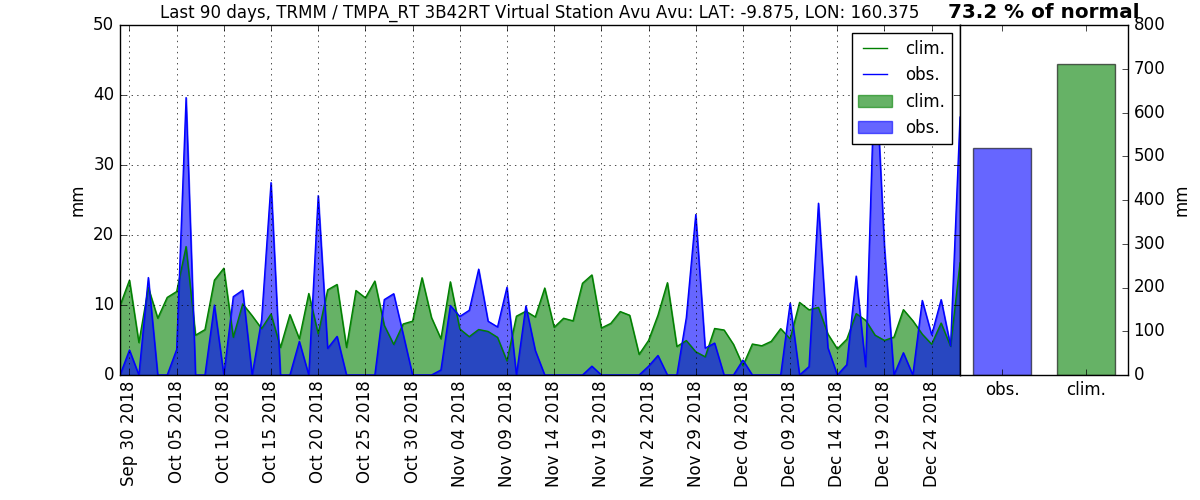 Last 90 days, TRMM / TMPA_RT 3B42RT Virtual Station Avu Avu: LAT: -9.875, LON: 160.375
73.2 % of normal
50
40
30
20
10
0
mm
clim.
obs.
clim.
obs.
Sep 30 2018
Oct 05 2018
Oct 10 2018
Oct 15 2018
Oct 20 2018
Oct 25 2018
Oct 30 2018
Nov 04 2018
Nov 09 2018
Nov 14 2018
Nov 19 2018
Nov 24 2018
Nov 29 2018
Dec 04 2018
Dec 09 2018
Dec 14 2018
Dec 19 2018
Dec 24 2018
800
700
600
500
400
300
200
100
0
mm
obs.
clim.